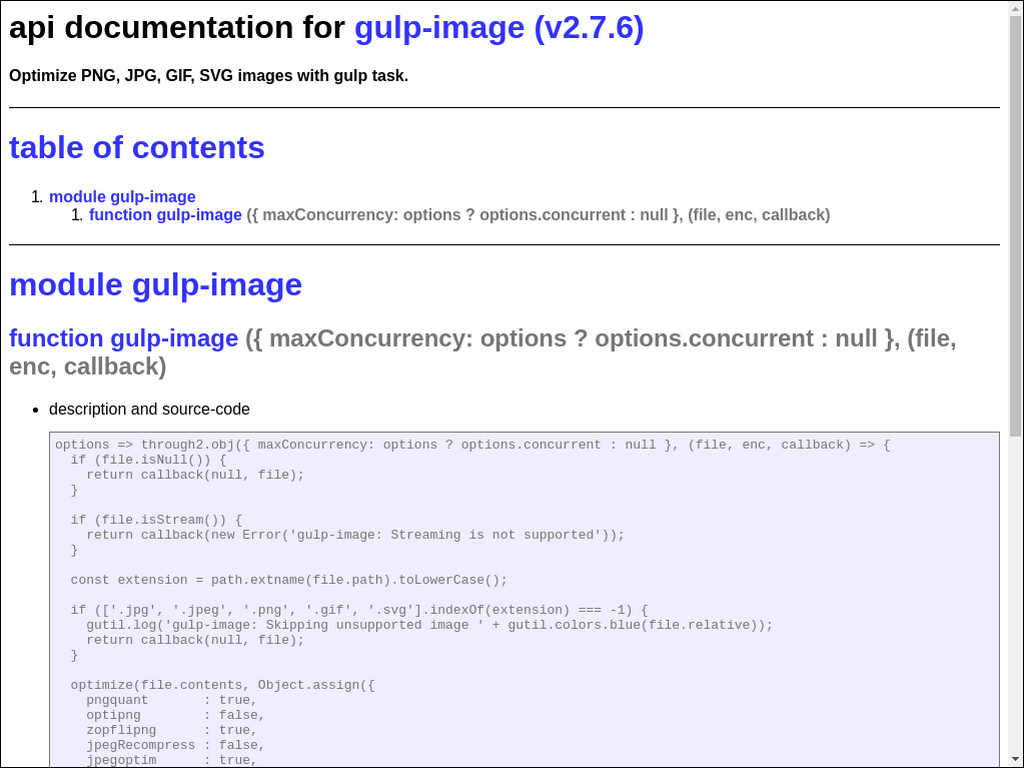 api documentation for gulp-image (v2.7.6)
Optimize PNG, JPG, GIF, SVG images with gulp task.
table of contents
1. module gulp-image
1. function gulp-image ({ maxConcurrency: options ? options.concurrent : null }, (file, enc, callback)
module gulp-image
function gulp-image ({ maxConcurrency: options ? options.concurrent : null }, (file,
enc, callback)
• description and source-code
options => through2.obj({ maxConcurrency: options ? options.concurrent : null }, (file, enc, callback) => {
  if (file.isNull()) {
    return callback(null, file);
  }
  if (file.isStream()) {
    return callback(new Error('gulp-image: Streaming is not supported'));
  }
  const extension = path.extname(file.path).toLowerCase();
  if (['.jpg', '.jpeg', '.png', '.gif', '.svg'].indexOf(extension) === -1) {
    gutil.log('gulp-image: Skipping unsupported image ' + gutil.colors.blue(file.relative));
    return callback(null, file);
  }
  optimize(file.contents, Object.assign({
    pngquant       : true,
    optipng        : false,
    zopflipng      : true,
    jpegRecompress : false,
    jpegoptim      : true,